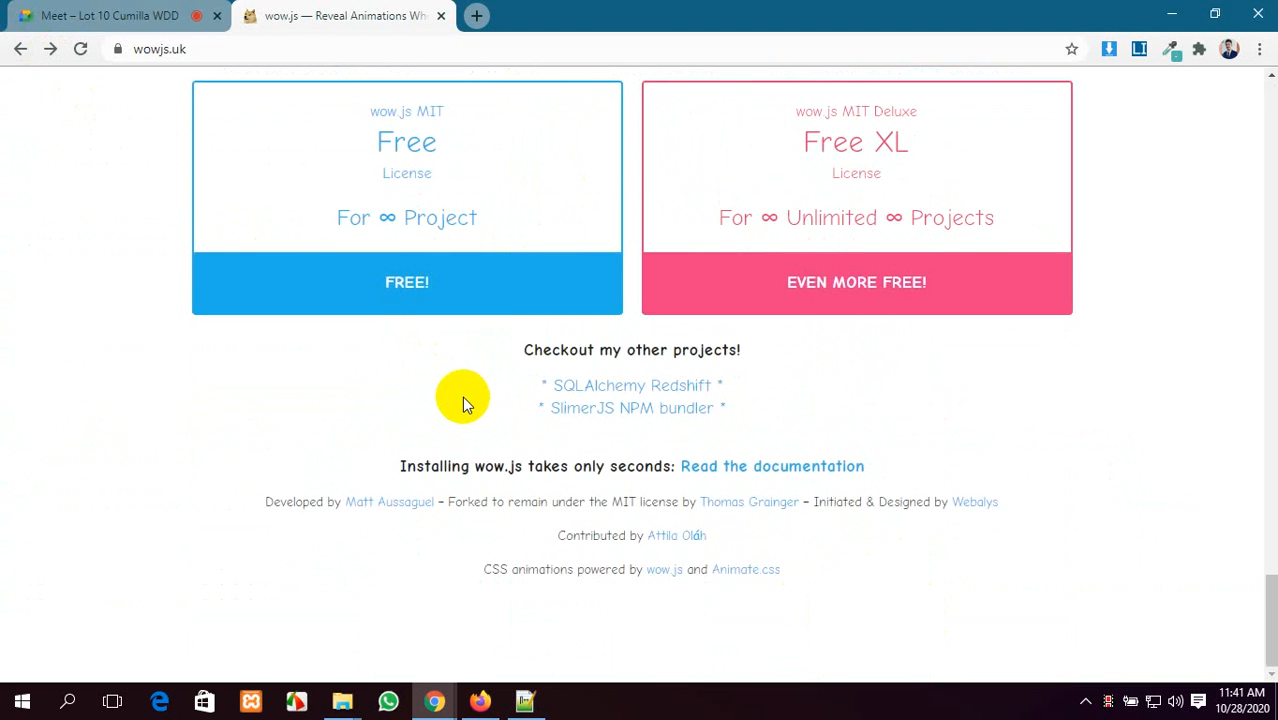 Meet – Lot 10 Cumilla WDD
wow.js — Reveal Animations Whe
wowjs.uk
wow.js MIT
Free
License
For ∞ Project
FREE!
wow.js MIT Deluxe
Free XL
License
For ∞ Unlimited ∞ Projects
EVEN MORE FREE!
Checkout my other projects!
* SQLAlchemy Redshift *
* SlimerJS NPM bundler *
Installing wow.js takes only seconds: Read the documentation
Developed by Matt Aussaguel – Forked to remain under the MIT license by Thomas Grainger – Initiated & Designed by Webalys
Contributed by Attila Oláh
CSS animations powered by wow.js and Animate.css
11:41 AM
10/28/2020